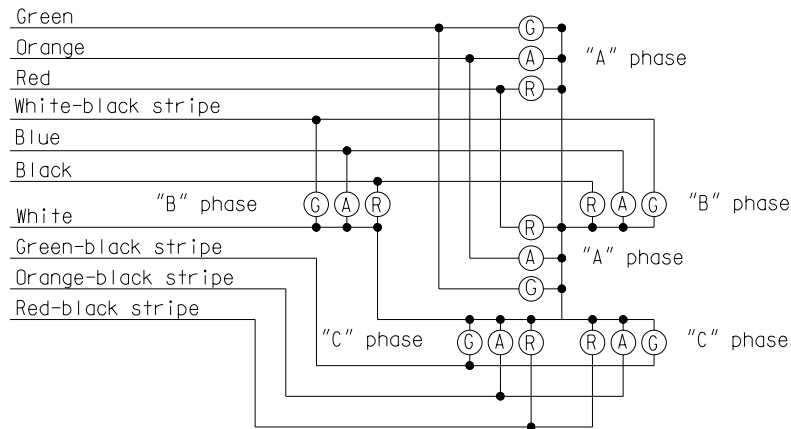 Green
G
Orange
A
"A" phase
Red
R
White-black stripe
Blue
Black
"B" phase
G A R
R A G
"B" phase
White
R
Green-black stripe
A
"A" phase
Orange-black stripe
G
Red-black stripe
"C" phase
G A R
R A G
"C" phase